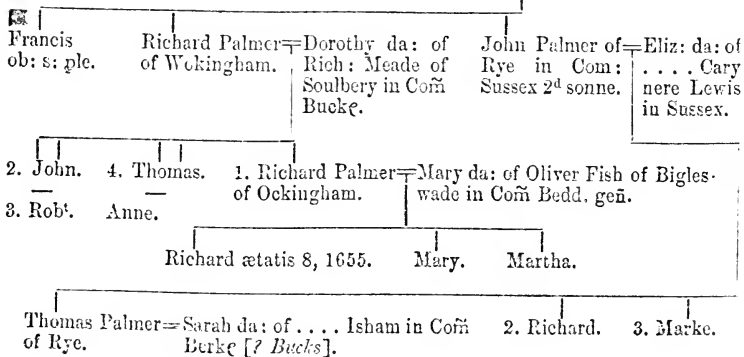 Francis
ob: s: ple.
Richard Palmer=Dorothy da: of
of Wokingham. Rich: Meade of
Soulbery in Com̃
Buckȩ.
John Palmer of=Eliz: da: of
Rye in Com: . . . . Cary
Sussex 2d sonne. nere Lewis
in Sussex.
2. John. 4. Thomas. 1. Richard Palmer=Mary da: of Oliver Fish of Bigles-
of Ockingham. wade in Com̃ Bedd. gen̄.
3. Robt. Anne.
Richard ætatis 8, 1655. Mary. Martha.
Thomas Palmer=Sarah da: of . . . . Isham in Com̃ 2. Richard. 3. Marke.
of Rye. Berkȩ [? Bucks].